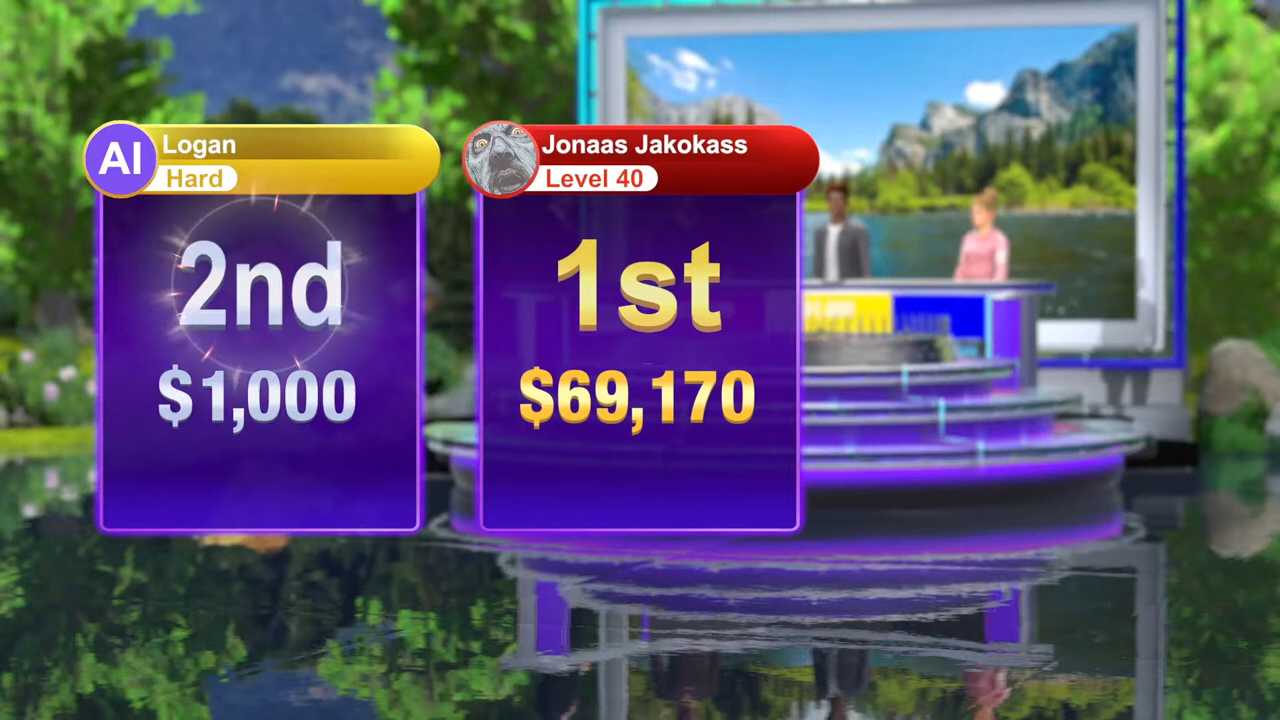 AI
Logan
Hard
2nd
$1,000
Jonaas Jakokass
Level 40
1st
$69,170